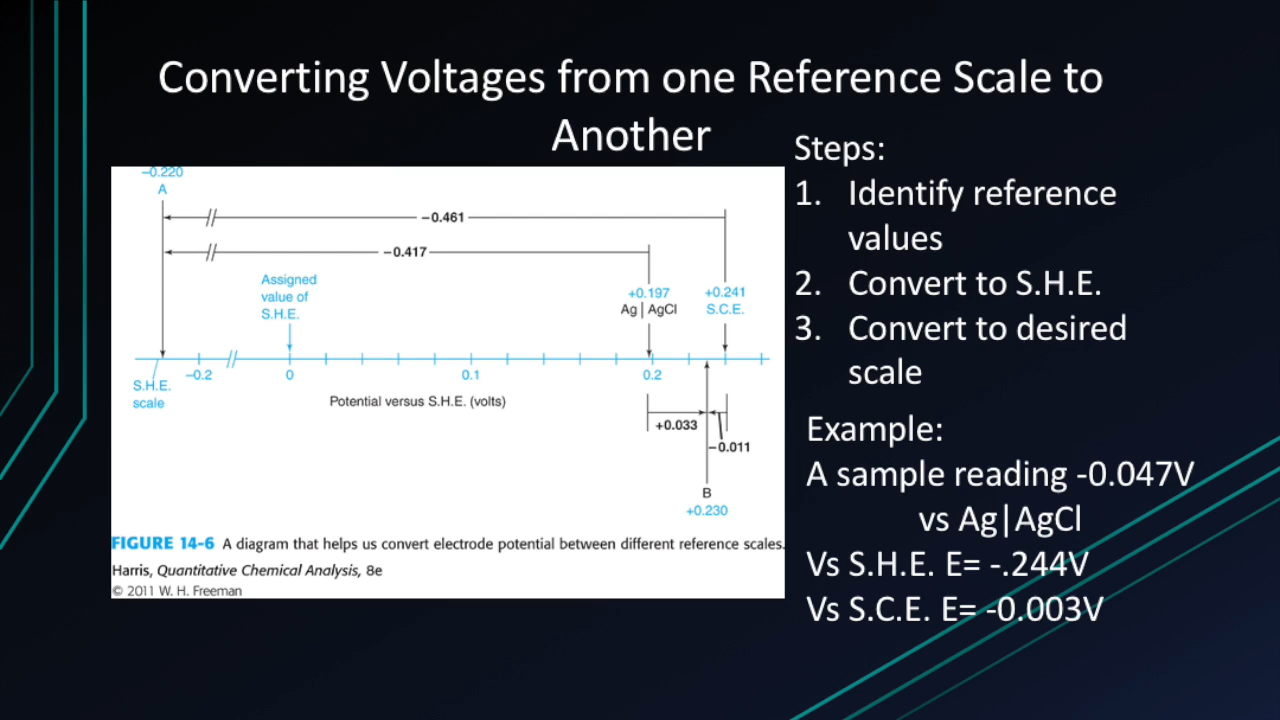 Converting Voltages from one Reference Scale to
Another
−0.220
A
−0.461
−0.417
Assigned
value of
S.H.E.
+0.197
Ag | AgCl
+0.241
S.C.E.
−0.2
0
0.1
0.2
S.H.E.
scale
Potential versus S.H.E. (volts)
+0.033
−0.011
B
+0.230
FIGURE 14-6 A diagram that helps us convert electrode potential between different reference scales.
Harris, Quantitative Chemical Analysis, 8e
© 2011 W. H. Freeman
Steps:
1. Identify reference
values
2. Convert to S.H.E.
3. Convert to desired
scale
Example:
A sample reading -0.047V
vs Ag|AgCl
Vs S.H.E. E= -.244V
Vs S.C.E. E= -0.003V